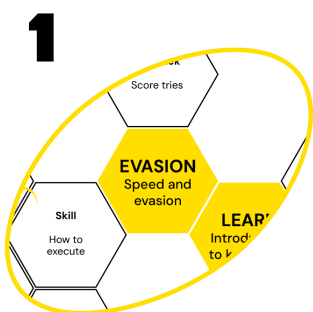 1
Score tries
EVASION
Speed and
evasion
Skill
How to
execute